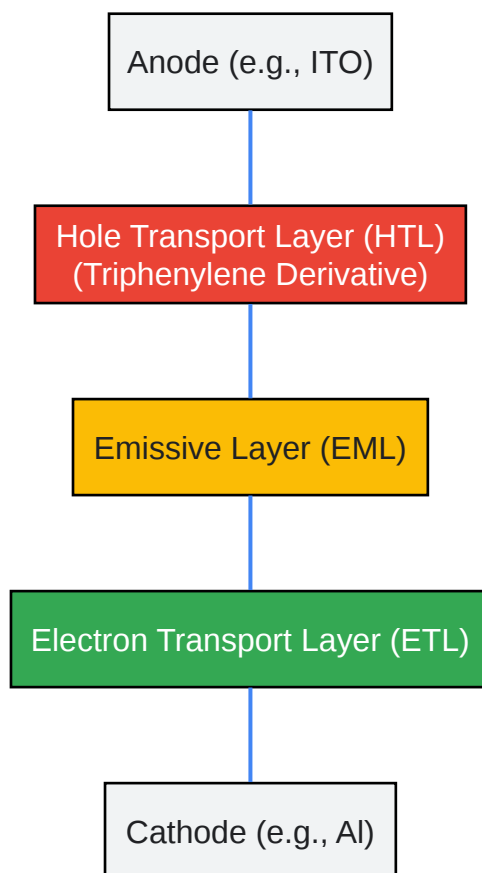 Anode (e.g., ITO)
Hole Transport Layer (HTL)
(Triphenylene Derivative)
Emissive Layer (EML)
Electron Transport Layer (ETL)
Cathode (e.g., Al)